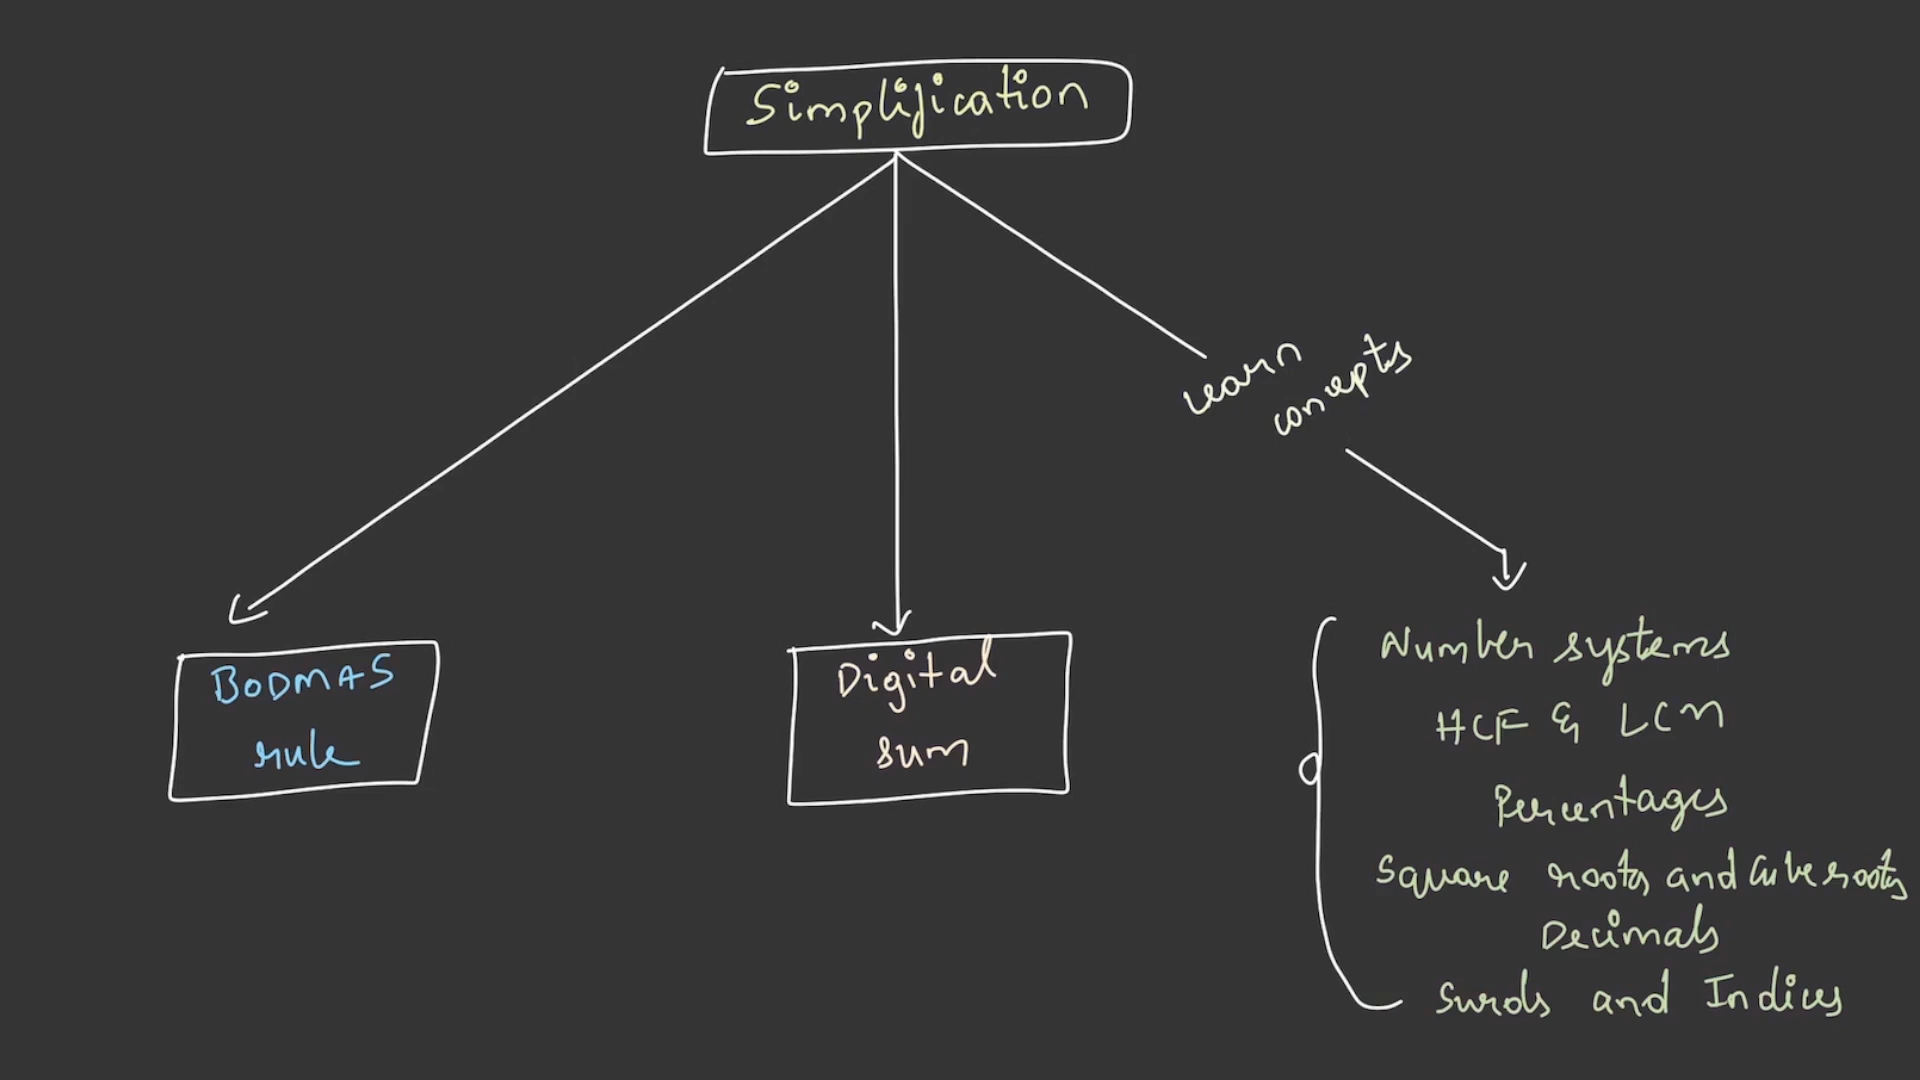 Simplification
Learn
concepts
BODMAS
rule
Digital
sum
Number systems
HCF & LCM
Percentages
Square roots and Cube roots
Decimals
Surds and Indices